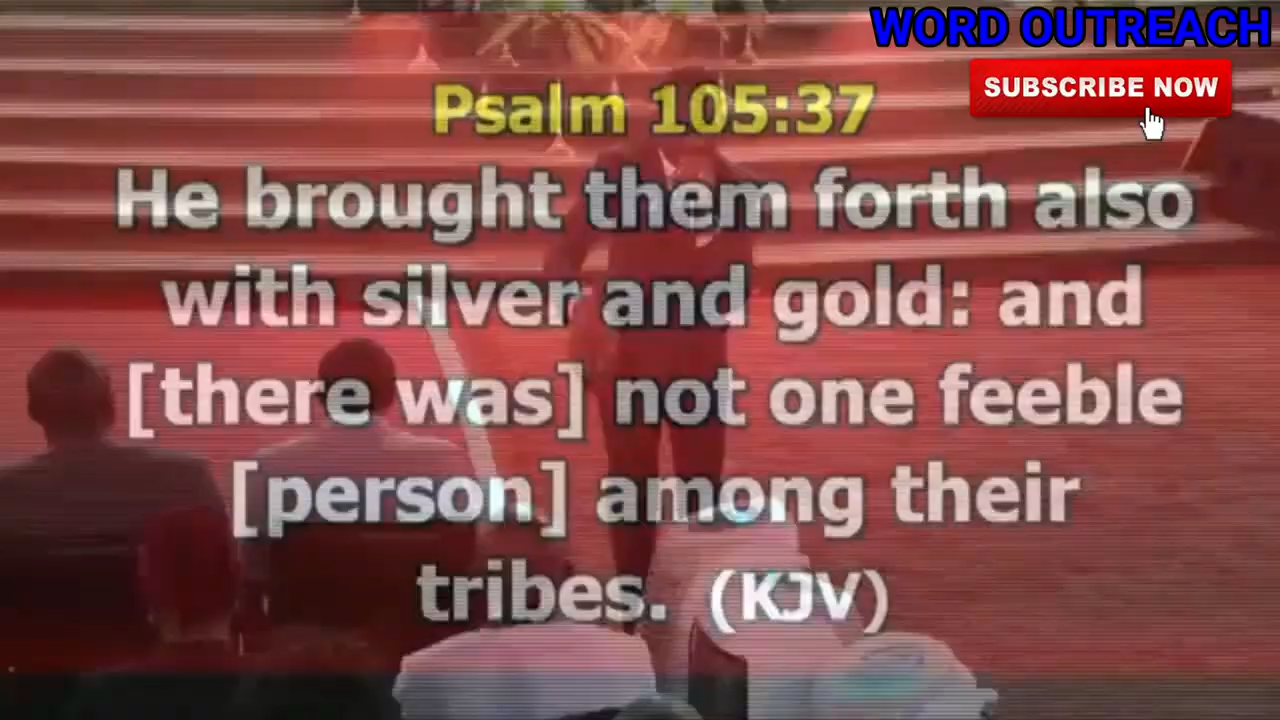 WORD OUTREACH
SUBSCRIBE NOW
Psalm 105:37
He brought them forth also
with silver and gold: and
[there was] not one feeble
[person] among their
tribes. (KJV)